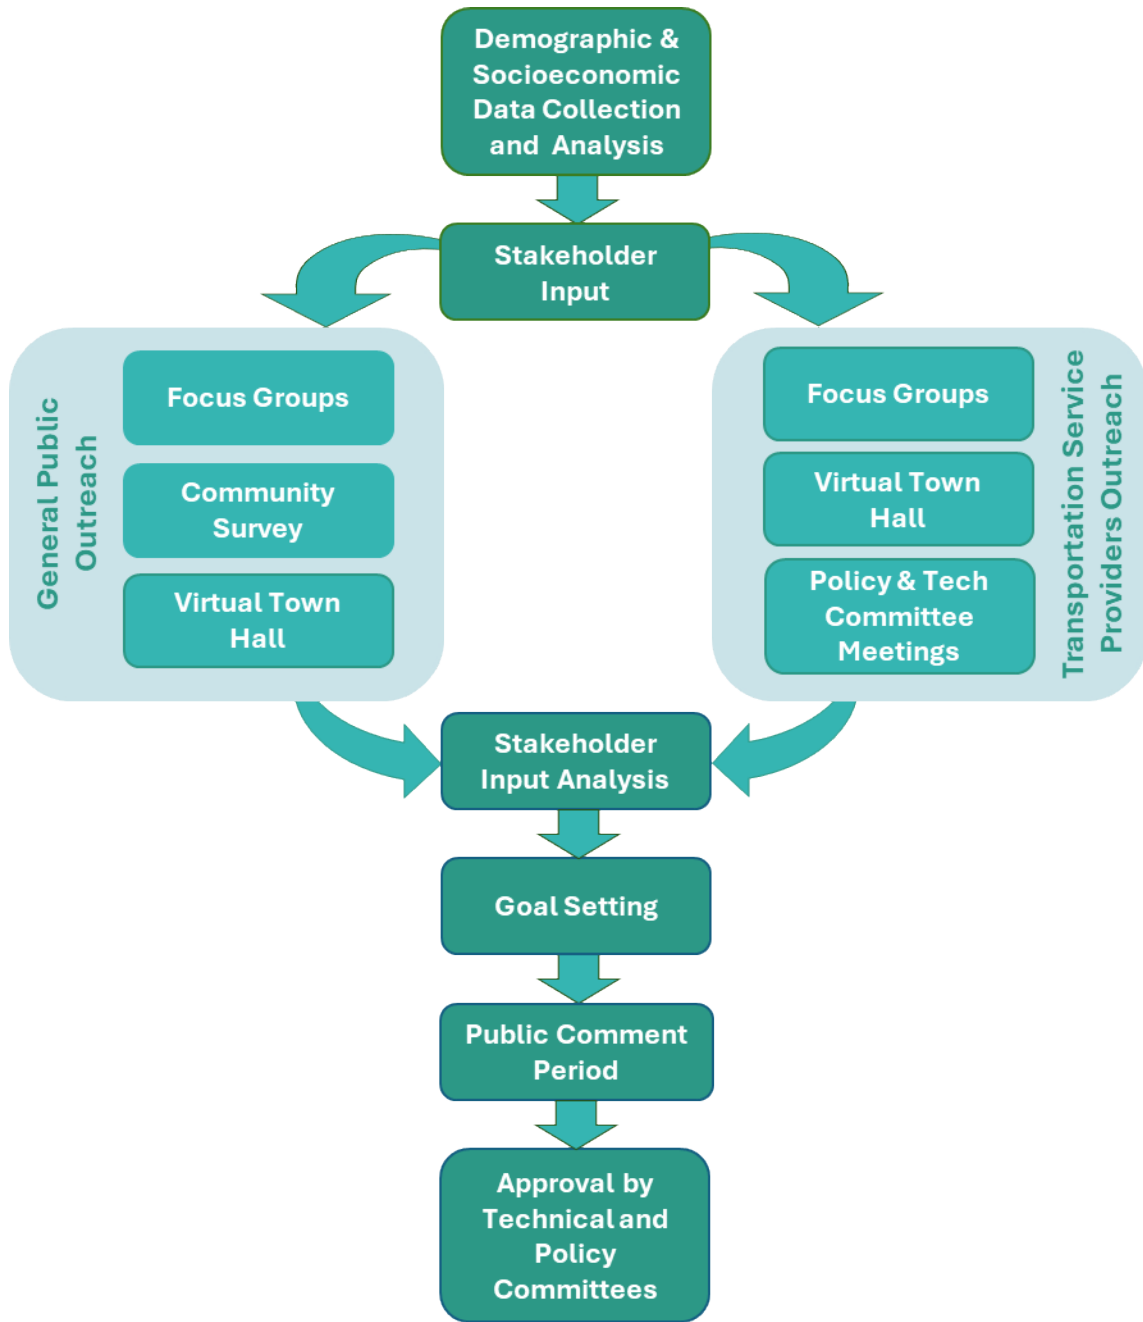 Demographic &
Socioeconomic
Data Collection
and Analysis
Stakeholder
Input
General Public
Outreach
Focus Groups
Community
Survey
Virtual Town
Hall
Focus Groups
Virtual Town
Hall
Policy & Tech
Committee
Meetings
Transportation Service
Providers Outreach
Stakeholder
Input Analysis
Goal Setting
Public Comment
Period
Approval by
Technical and
Policy
Committees